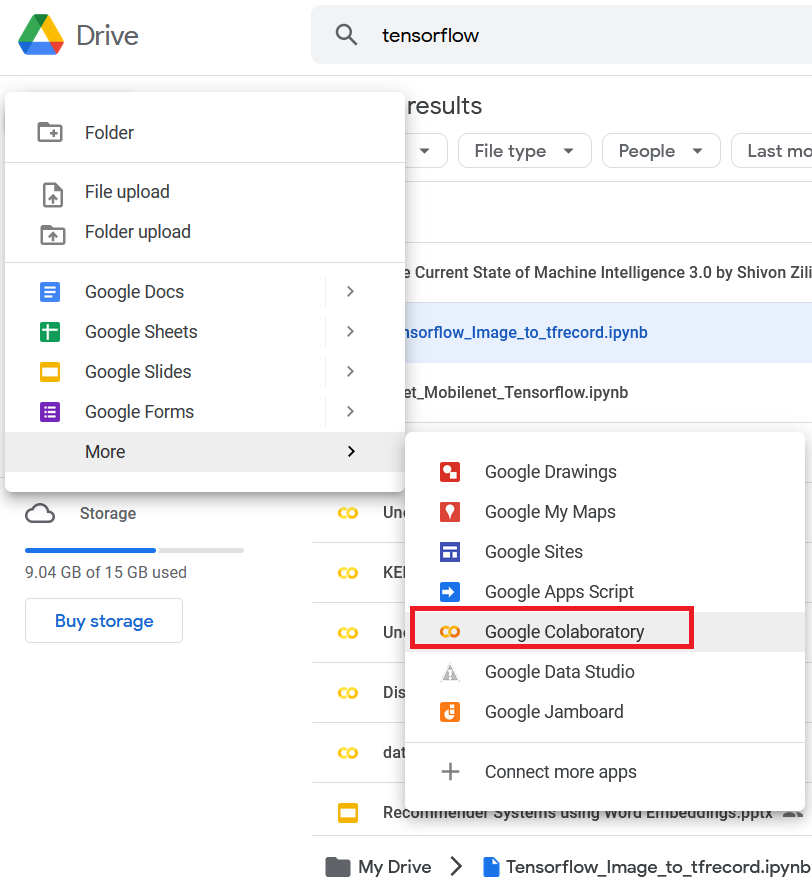 Drive
tensorflow
results
File type
People
Last mo
Folder
File upload
Folder upload
Google Docs
Google Sheets
Google Slides
Google Forms
More
e Current State of Machine Intelligence 3.0 by Shivon Zili
nsorflow_Image_to_tfrecord.ipynb
et_Mobilenet_Tensorflow.ipynb
Storage
9.04 GB of 15 GB used
Buy storage
Unc
KE
Un
Dis
dat
Google Drawings
Google My Maps
Google Sites
Google Apps Script
Google Colaboratory
Google Data Studio
Google Jamboard
Connect more apps
Recommender Systems using Word Embeddings.pptx
My Drive
Tensorflow_Image_to_tfrecord.ipynb